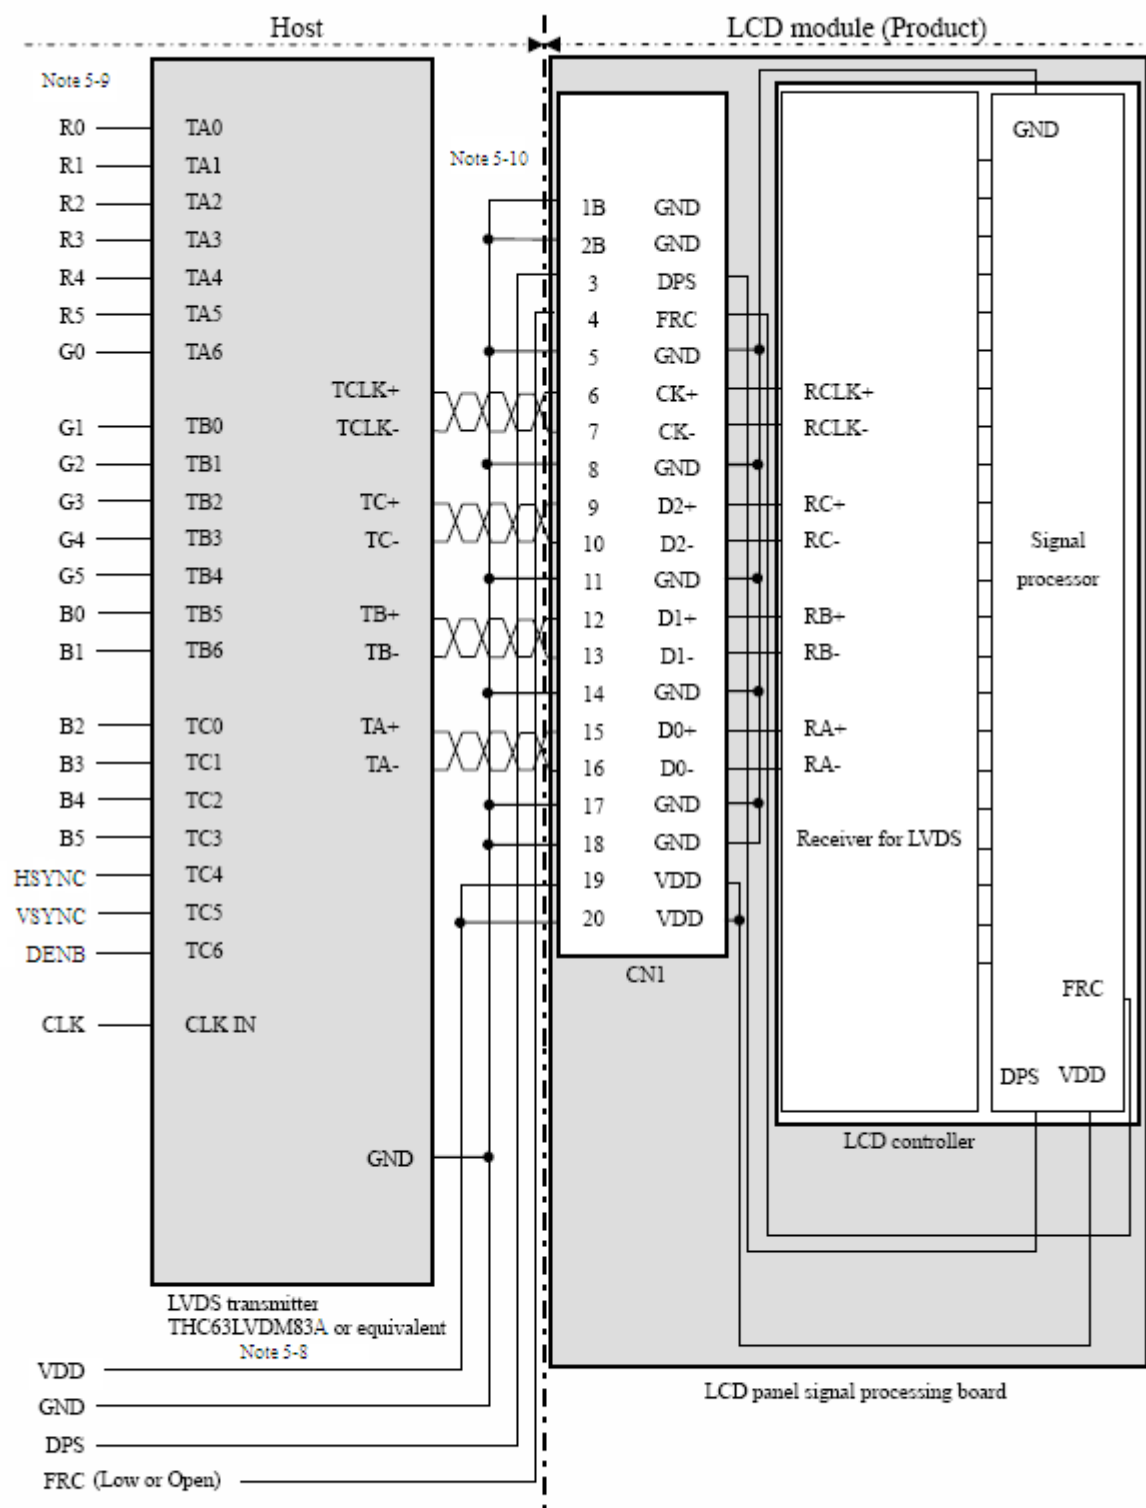 Host LCD module (Product)
Note 5-9
R0 TA0
R1 TA1
R2 TA2
R3 TA3
R4 TA4
R5 TA5
G0 TA6
G1 TB0
G2 TB1
G3 TB2
G4 TB3
G5 TB4
B0 TB5
B1 TB6
B2 TC0
B3 TC1
B4 TC2
B5 TC3
HSYNC TC4
VSYNC TC5
DENB TC6
CLK CLK IN
TCLK+
TCLK-
TC+
TC-
TB+
TB-
TA+
TA-
GND
LVDS transmitter
THC63LVDM83A or equivalent
Note 5-8
VDD
GND
DPS
FRC (Low or Open)
Note 5-10
1B GND
2B GND
3 DPS
4 FRC
5 GND
6 CK+
7 CK-
8 GND
9 D2+
10 D2-
11 GND
12 D1+
13 D1-
14 GND
15 D0+
16 D0-
17 GND
18 GND
19 VDD
20 VDD
CN1
RCLK+
RCLK-
RC+
RC-
RB+
RB-
RA+
RA-
Receiver for LVDS
GND
Signal
processor
FRC
DPS VDD
LCD controller
LCD panel signal processing board